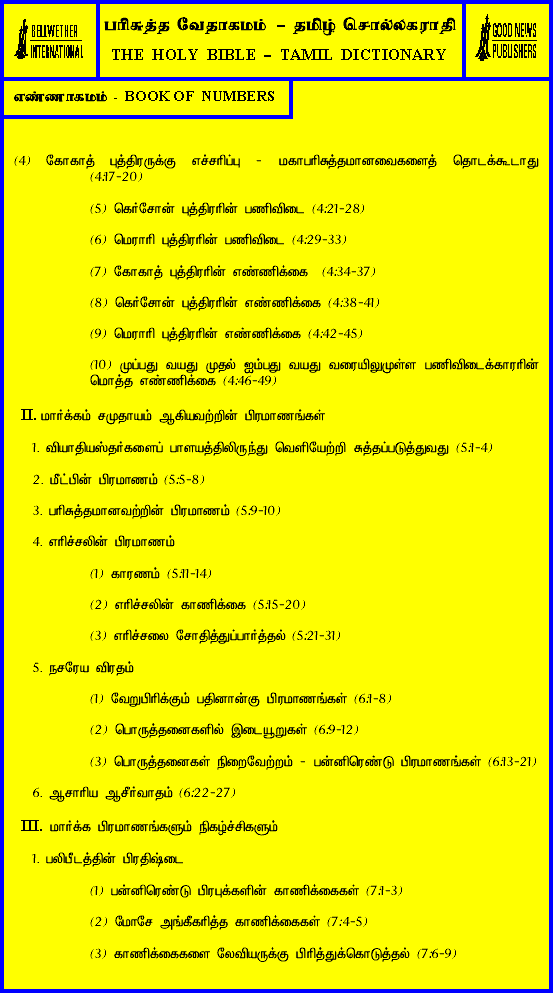 BELLWETHER
INTERNATIONAL
பரிசுத்த வேதாகமம் – தமிழ் சொல்லகராதி
THE HOLY BIBLE – TAMIL DICTIONARY
GOOD NEWS
PUBLISHERS
எண்ணாகமம் - BOOK OF NUMBERS
(4) கோகாத் புத்திரருக்கு எச்சரிப்பு - மகாபரிசுத்தமானவைகளைத் தொடக்கூடாது
(4:17-20)
(5) கெர்சோன் புத்திரரின் பணிவிடை (4:21-28)
(6) மெராரி புத்திரரின் பணிவிடை (4:29-33)
(7) கோகாத் புத்திரரின் எண்ணிக்கை (4:34-37)
(8) கெர்சோன் புத்திரரின் எண்ணிக்கை (4:38-41)
(9) மெராரி புத்திரரின் எண்ணிக்கை (4:42-45)
(10) முப்பது வயது முதல் ஐம்பது வயது வரையிலுமுள்ள பணிவிடைக்காரரின்
மொத்த எண்ணிக்கை (4:46-49)
II. மார்க்கம் சமுதாயம் ஆகியவற்றின் பிரமாணங்கள்
1. வியாதியஸ்தர்களைப் பாளயத்திலிருந்து வெளியேற்றி சுத்தப்படுத்துவது (5:1-4)
2. மீட்பின் பிரமாணம் (5:5-8)
3. பரிசுத்தமானவற்றின் பிரமாணம் (5:9-10)
4. எரிச்சலின் பிரமாணம்
(1) காரணம் (5:11-14)
(2) எரிச்சலின் காணிக்கை (5:15-20)
(3) எரிச்சலை சோதித்துப்பார்த்தல் (5:21-31)
5. நசரேய விரதம்
(1) வேறுபிரிக்கும் பதினான்கு பிரமாணங்கள் (6:1-8)
(2) பொருத்தனைகளில் இடையூறுகள் (6:9-12)
(3) பொருத்தனைகள் நிறைவேற்றம் - பன்னிரெண்டு பிரமாணங்கள் (6:13-21)
6. ஆசாரிய ஆசீர்வாதம் (6:22-27)
III. மார்க்க பிரமாணங்களும் நிகழ்ச்சிகளும்
1. பலிபீடத்தின் பிரதிஷ்டை
(1) பன்னிரெண்டு பிரபுக்களின் காணிக்கைகள் (7:1-3)
(2) மோசே அங்கீகரித்த காணிக்கைகள் (7:4-5)
(3) காணிக்கைகளை லேவியருக்கு பிரித்துக்கொடுத்தல் (7:6-9)